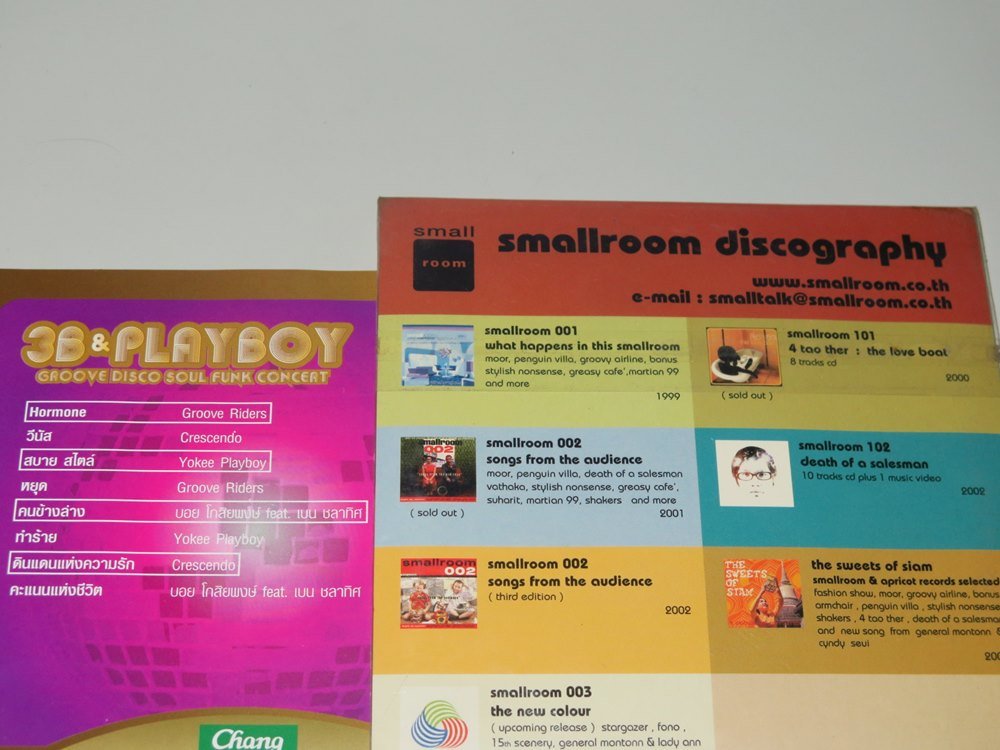 3B & PLAYBOY
GROOVE DISCO SOUL FUNK CONCERT
Hormone Groove Riders
วีนัส Crescendo
สบาย สไตล์ Yokee Playboy
หยุด Groove Riders
คนข้างล่าง บอย โกสิยพงษ์ feat. เบน ชลาทิศ
ทำร้าย Yokee Playboy
ดินแดนแห่งความรัก Crescendo
คะแนนแห่งชีวิต บอย โกสิยพงษ์ feat. เบน ชลาทิศ
Chang
small
room
smallroom discography
www.smallroom.co.th
e-mail : smalltalk@smallroom.co.th
smallroom 001
what happens in this smallroom
moor, penguin villa, groovy airline, bonus
stylish nonsense, greasy cafe',martian 99
and more
1999
smallroom 101
4 tao ther : the love boat
8 tracks cd
2000
( sold out )
smallroom
002
smallroom 002
songs from the audience
moor, penguin villa, death of a salesman
vathaka, stylish nonsense, greasy cafe',
suharit, martian 99, shakers and more
( sold out )
2001
smallroom 102
death of a salesman
10 tracks cd plus 1 music video
2002
smallroom
002
smallroom 002
songs from the audience
( third edition )
2002
THE
SWEETS
OF
SIAM
the sweets of siam
smallroom & apricot records selected
fashion show, moor, groovy airline, bonus
armchair , penguin villa , stylish nonsense
shakers , 4 tao ther , death of a salesman
and new song from general montonn &
cyndy seui
smallroom 003
the new colour
( upcoming release ) stargazer , fono ,
15th scenery, general montonn & lady ann